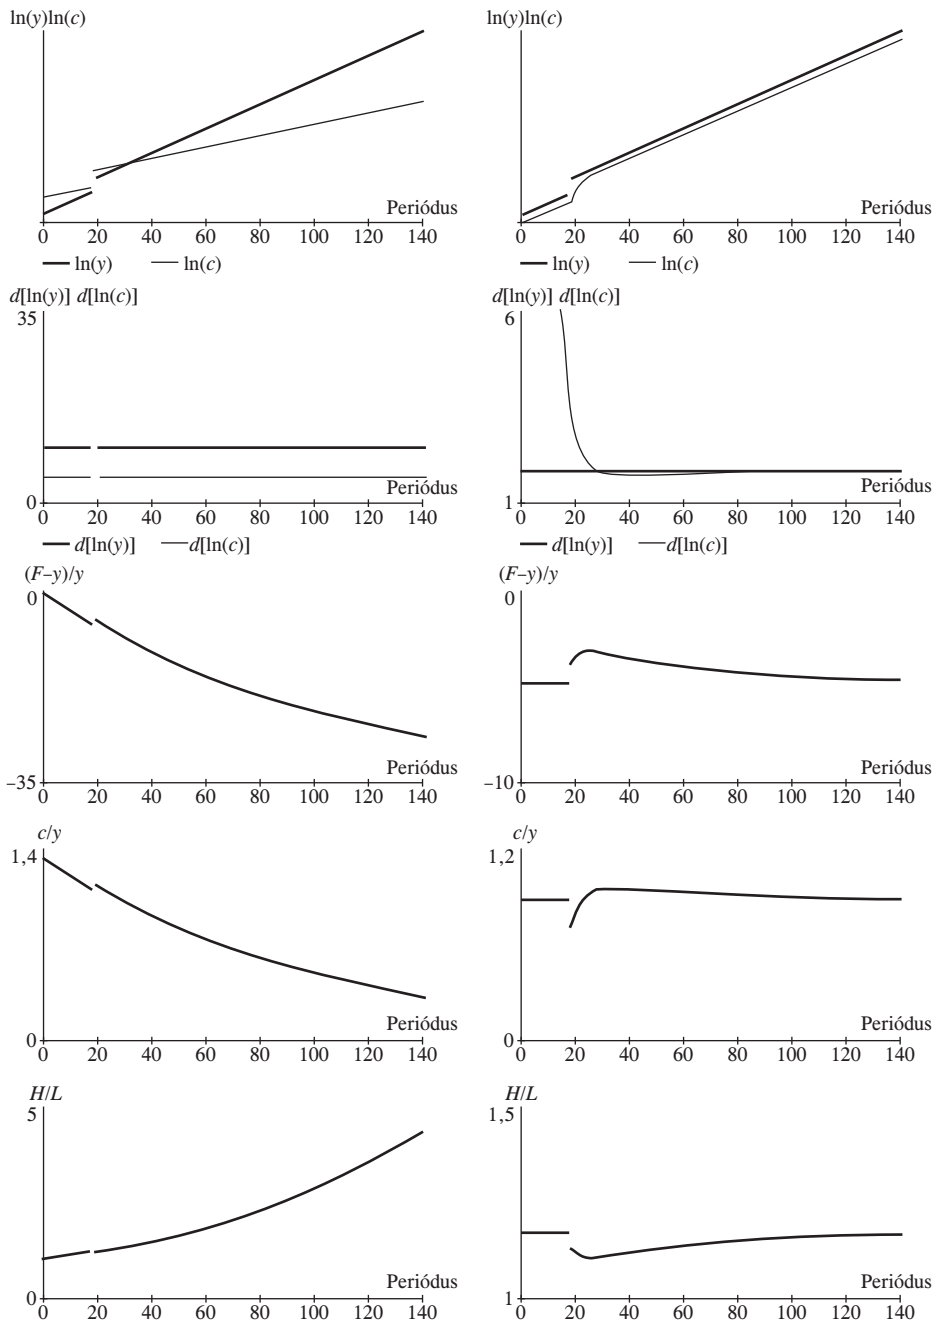 ln(y)ln(c)
Periódus
0 20 40 60 80 100 120 140
ln(y) ln(c)
ln(y)ln(c)
Periódus
0 20 40 60 80 100 120 140
ln(y) ln(c)
d[ln(y)] d[ln(c)]
35
Periódus
0
0 20 40 60 80 100 120 140
d[ln(y)] d[ln(c)]
d[ln(y)] d[ln(c)]
6
Periódus
1
0 20 40 60 80 100 120 140
d[ln(y)] d[ln(c)]
(F–y)/y
0
Periódus
–35
0 20 40 60 80 100 120 140
(F–y)/y
0
Periódus
–10
0 20 40 60 80 100 120 140
c/y
1,4
Periódus
0
0 20 40 60 80 100 120 140
c/y
1,2
Periódus
0
0 20 40 60 80 100 120 140
H/L
5
Periódus
0
0 20 40 60 80 100 120 140
H/L
1,5
Periódus
1
0 20 40 60 80 100 120 140